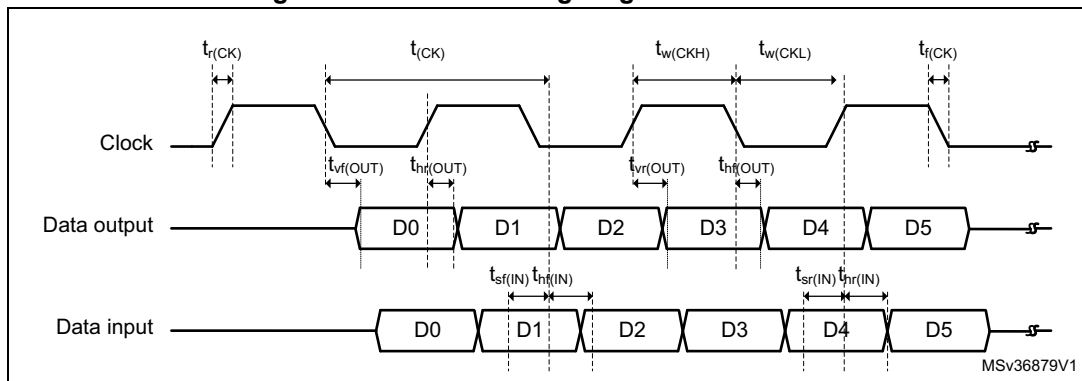 t_r(CK) t_(CK) t_w(CKH) t_w(CKL) t_f(CK)
Clock
t_vf(OUT) t_hr(OUT) t_vr(OUT) t_hf(OUT)
Data output D0 D1 D2 D3 D4 D5
t_sf(IN) t_hf(IN) t_sr(IN) t_hr(IN)
Data input D0 D1 D2 D3 D4 D5
MSv36879V1